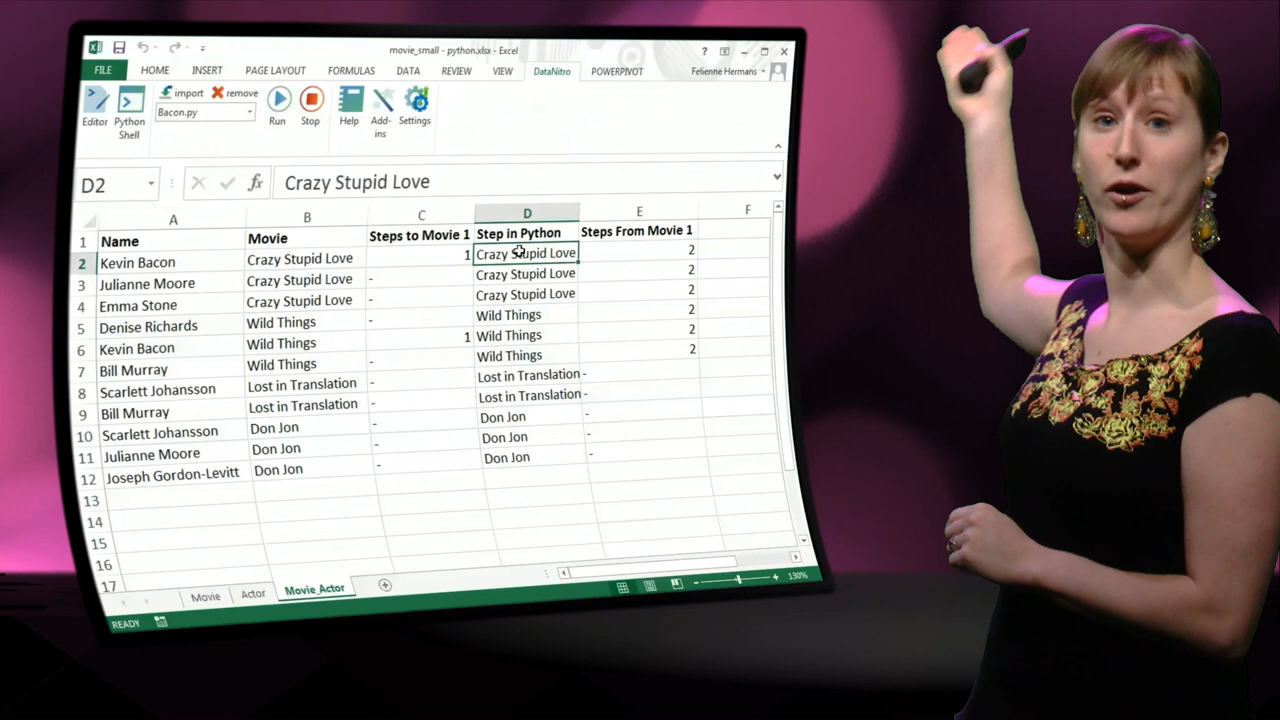 movie_small - python.xlsx - Excel
FILE HOME INSERT PAGE LAYOUT FORMULAS DATA REVIEW VIEW DataNitro POWERPIVOT Felienne Hermans
import remove
Bacon.py
Editor Python Shell Run Stop Help Add-ins Settings
D2 fx Crazy Stupid Love
A B C D E F
1 Name Movie Steps to Movie 1 Step in Python Steps From Movie 1
2 Kevin Bacon Crazy Stupid Love 1 Crazy Stupid Love 2
3 Julianne Moore Crazy Stupid Love - Crazy Stupid Love 2
4 Emma Stone Crazy Stupid Love - Crazy Stupid Love 2
5 Denise Richards Wild Things - Wild Things 2
6 Kevin Bacon Wild Things 1 Wild Things 2
7 Bill Murray Wild Things - Wild Things 2
8 Scarlett Johansson Lost in Translation - Lost in Translation -
9 Bill Murray Lost in Translation - Lost in Translation -
10 Scarlett Johansson Don Jon - Don Jon -
11 Julianne Moore Don Jon - Don Jon -
12 Joseph Gordon-Levitt Don Jon - Don Jon -
13
14
15
16
17
Movie Actor Movie_Actor
READY 130%